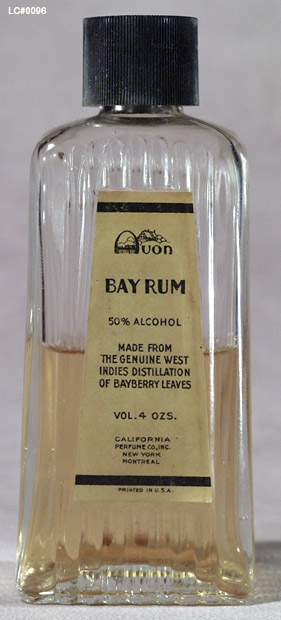 LC#0096
Avon
BAY RUM
50% ALCOHOL
MADE FROM
THE GENUINE WEST
INDIES DISTILLATION
OF BAYBERRY LEAVES
VOL. 4 OZS.
CALIFORNIA
PERFUME CO., INC.
NEW YORK
MONTREAL
PRINTED IN U.S.A.